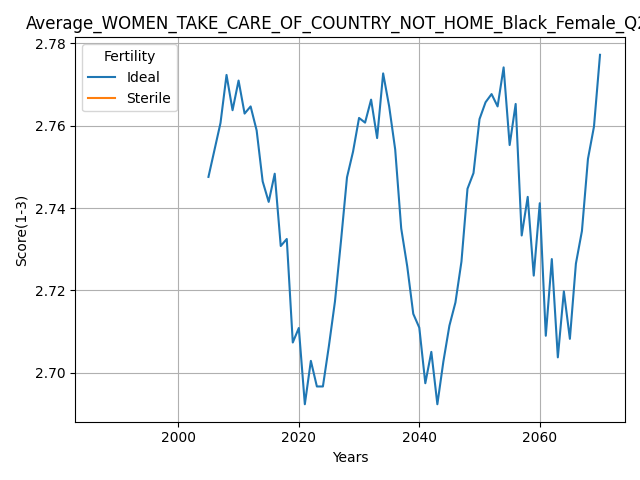 Average_WOMEN_TAKE_CARE_OF_COUNTRY_NOT_HOME_Black_Female_Q2
Fertility
Ideal
Sterile
Score(1-3)
2.78
2.76
2.74
2.72
2.70
2000 2020 2040 2060
Years